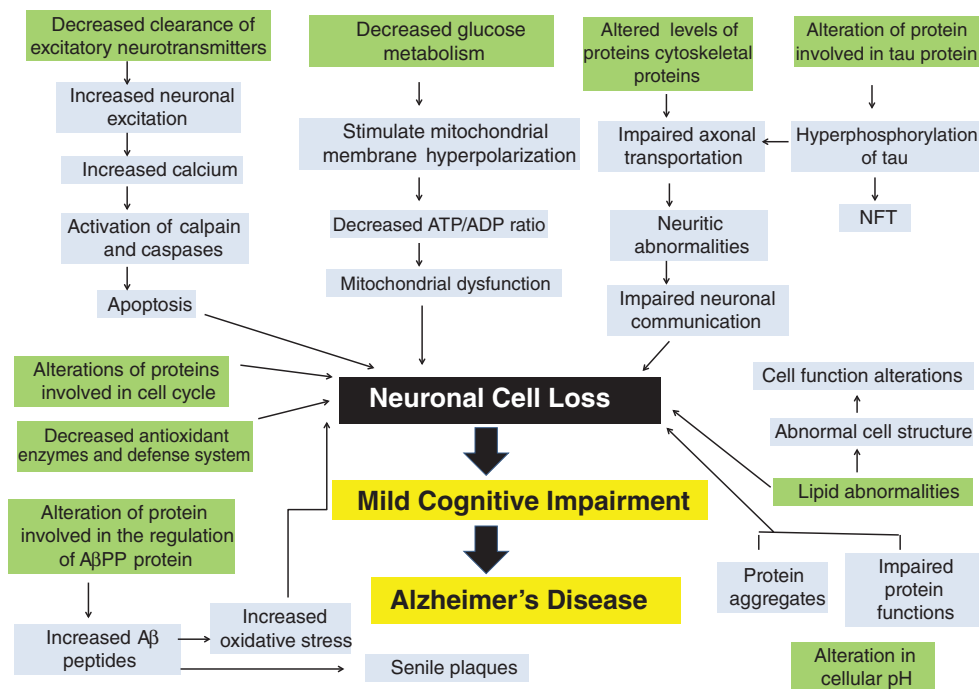 Decreased clearance of
excitatory neurotransmitters
Increased neuronal
excitation
Increased calcium
Activation of calpain
and caspases
Apoptosis
Decreased glucose
metabolism
Stimulate mitochondrial
membrane hyperpolarization
Decreased ATP/ADP ratio
Mitochondrial dysfunction
Altered levels of
proteins cytoskeletal
proteins
Impaired axonal
transportation
Neuritic
abnormalities
Impaired neuronal
communication
Alteration of protein
involved in tau protein
Hyperphosphorylation
of tau
NFT
Alterations of proteins
involved in cell cycle
Decreased antioxidant
enzymes and defense system
Neuronal Cell Loss
Mild Cognitive Impairment
Alzheimer's Disease
Cell function alterations
Abnormal cell structure
Lipid abnormalities
Alteration of protein
involved in the regulation
of AβPP protein
Increased Aβ
peptides
Increased
oxidative stress
Senile plaques
Protein
aggregates
Impaired
protein
functions
Alteration in
cellular pH